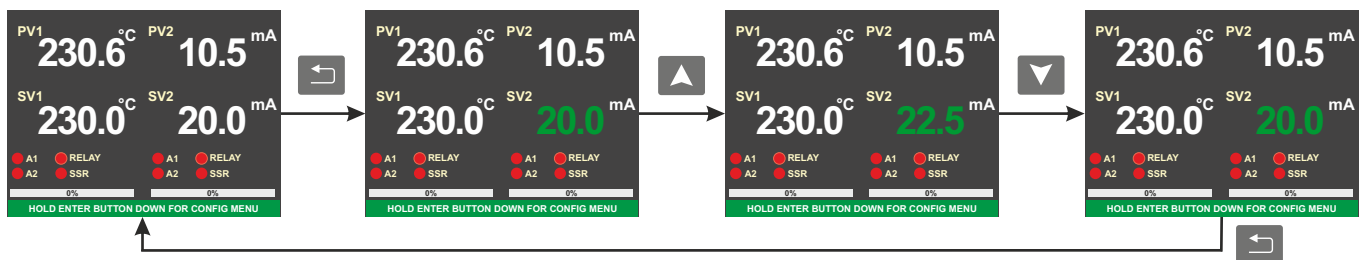 PV1 230.6 °C PV2 10.5 mA
SV1 230.0 °C SV2 20.0 mA
A1 RELAY A1 RELAY
A2 SSR A2 SSR
0% 0%
HOLD ENTER BUTTON DOWN FOR CONFIG MENU
PV1 230.6 °C PV2 10.5 mA
SV1 230.0 °C SV2 20.0 mA
A1 RELAY A1 RELAY
A2 SSR A2 SSR
0% 0%
HOLD ENTER BUTTON DOWN FOR CONFIG MENU
PV1 230.6 °C PV2 10.5 mA
SV1 230.0 °C SV2 22.5 mA
A1 RELAY A1 RELAY
A2 SSR A2 SSR
0% 0%
HOLD ENTER BUTTON DOWN FOR CONFIG MENU
PV1 230.6 °C PV2 10.5 mA
SV1 230.0 °C SV2 20.0 mA
A1 RELAY A1 RELAY
A2 SSR A2 SSR
0% 0%
HOLD ENTER BUTTON DOWN FOR CONFIG MENU